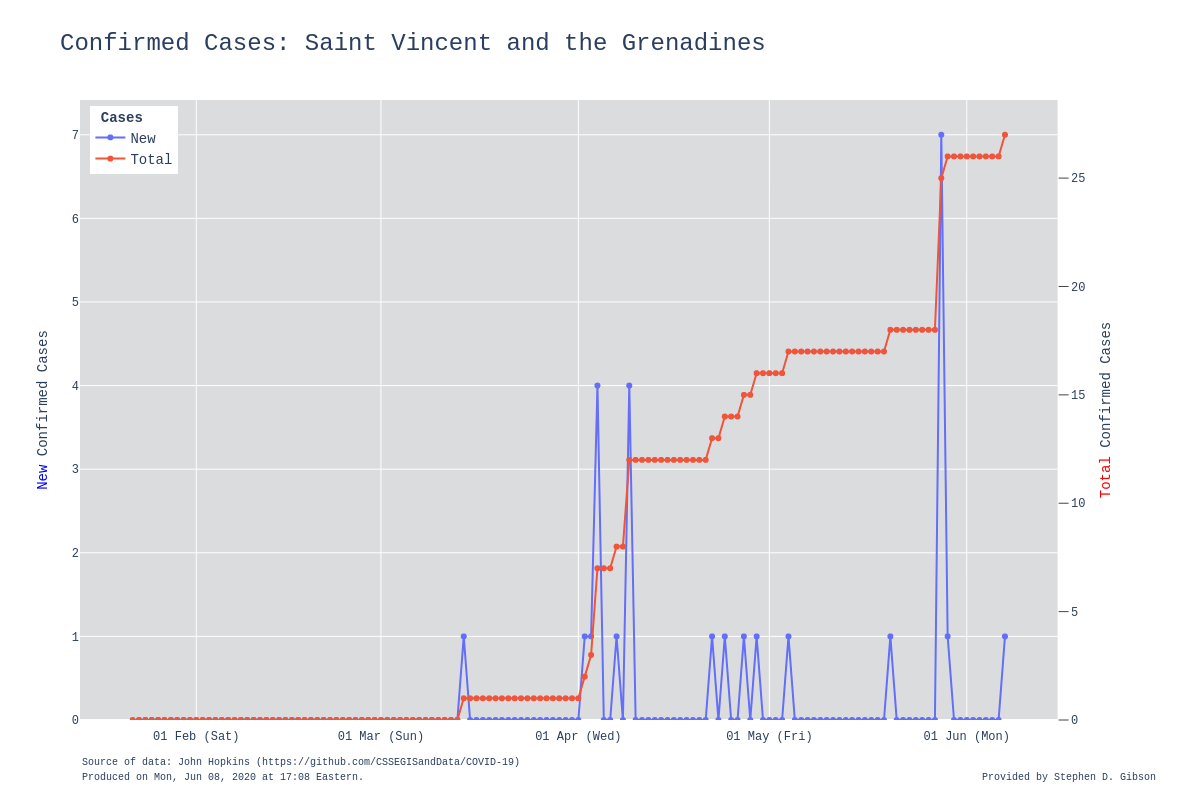 Confirmed Cases: Saint Vincent and the Grenadines
Cases
New
Total
7
6
5
4
3
2
1
0
New Confirmed Cases
25
20
15
10
5
0
Total Confirmed Cases
01 Feb (Sat)
01 Mar (Sun)
01 Apr (Wed)
01 May (Fri)
01 Jun (Mon)
Source of data: John Hopkins (https://github.com/CSSEGISandData/COVID-19)
Produced on Mon, Jun 08, 2020 at 17:08 Eastern.
Provided by Stephen D. Gibson